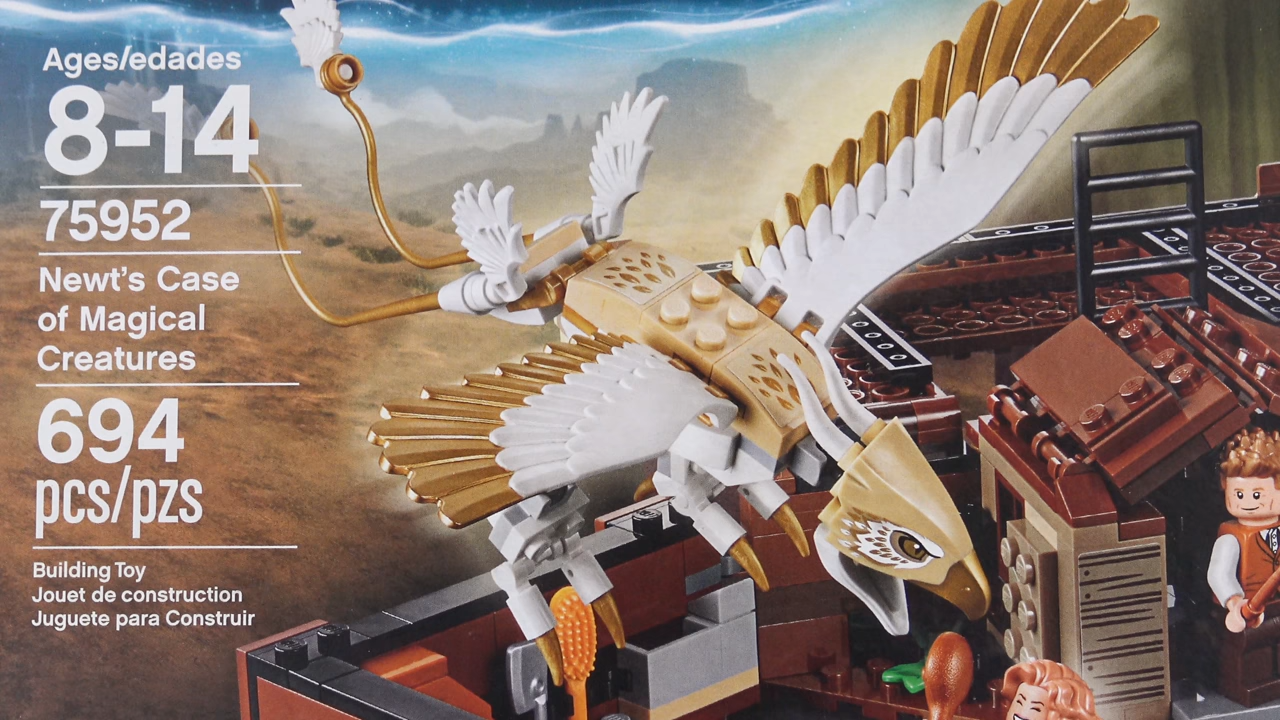 Ages/edades
8-14
75952
Newt's Case
of Magical
Creatures
694
pcs/pzs
Building Toy
Jouet de construction
Juguete para Construir